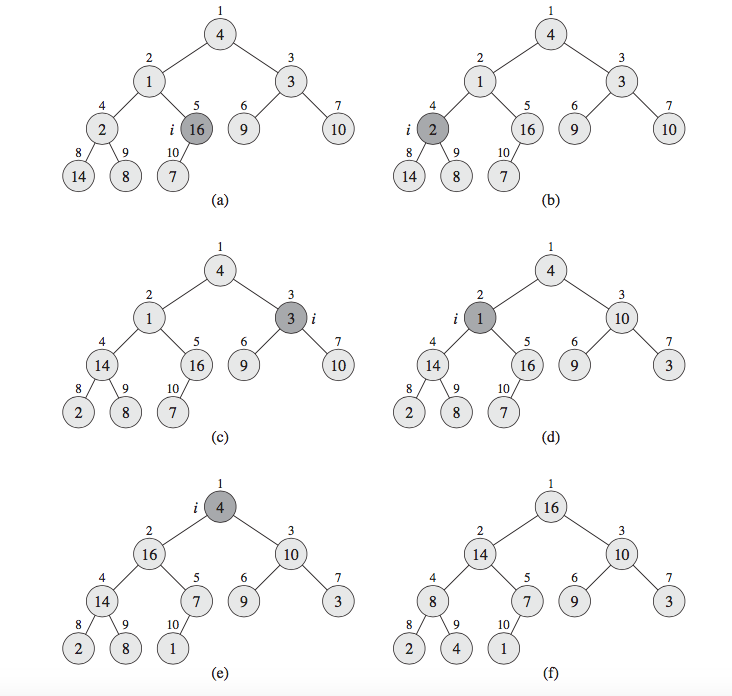 1 1
4 4
2 3 2 3
1 3 1 3
4 5 6 7 4 5 6 7
2 i 16 9 10 i 2 16 9 10
8 9 10 8 9 10
14 8 7 14 8 7
(a) (b)
1 1
4 4
2 3 2 3
1 3 i i 1 10
4 5 6 7 4 5 6 7
14 16 9 10 14 16 9 3
8 9 10 8 9 10
2 8 7 2 8 7
(c) (d)
1 1
i 4 16
2 3 2 3
16 10 14 10
4 5 6 7 4 5 6 7
14 7 9 3 8 7 9 3
8 9 10 8 9 10
2 8 1 2 4 1
(e) (f)